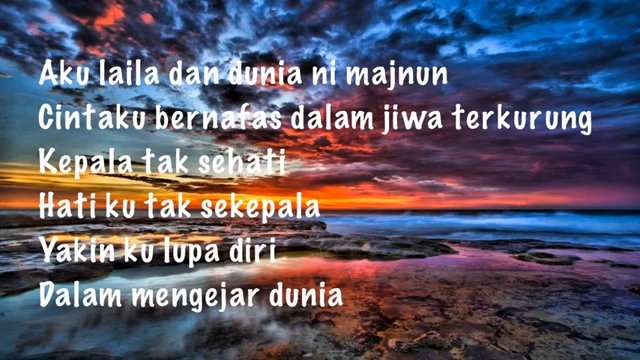 Aku laila dan dunia ni majnun
Cintaku bernafas dalam jiwa terkurung
Kepala tak sehati
Hati ku tak sekepala
Yakin ku lupa diri
Dalam mengejar dunia